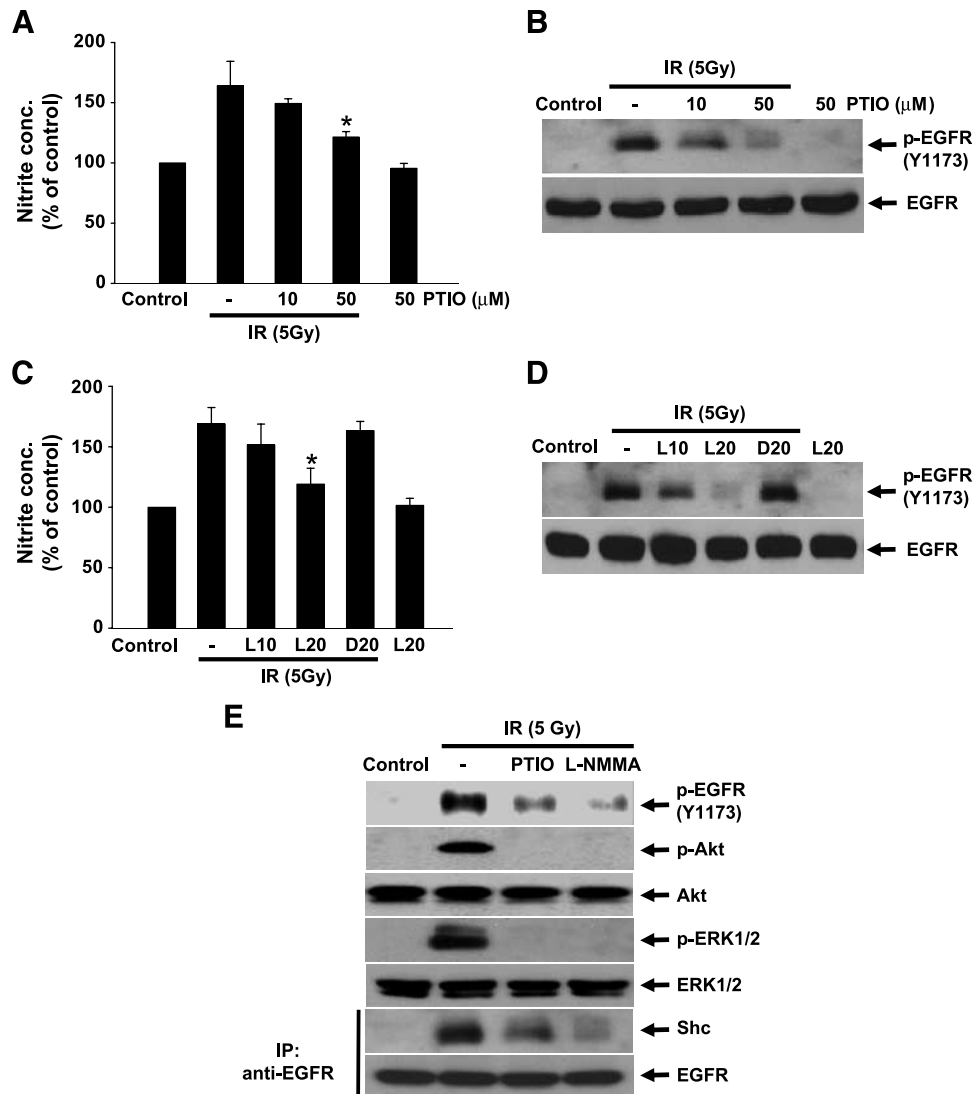 A
200
150
100
50
0
Nitrite conc.
(% of control)
*
Control - 10 50 50 PTIO (μM)
IR (5Gy)
B
IR (5Gy)
Control - 10 50 50 PTIO (μM)
p-EGFR
(Y1173)
EGFR
C
200
150
100
50
0
Nitrite conc.
(% of control)
*
Control - L10 L20 D20 L20
IR (5Gy)
D
IR (5Gy)
Control - L10 L20 D20 L20
p-EGFR
(Y1173)
EGFR
E
IR (5 Gy)
Control - PTIO L-NMMA
p-EGFR
(Y1173)
p-Akt
Akt
p-ERK1/2
ERK1/2
Shc
IP:
anti-EGFR
EGFR